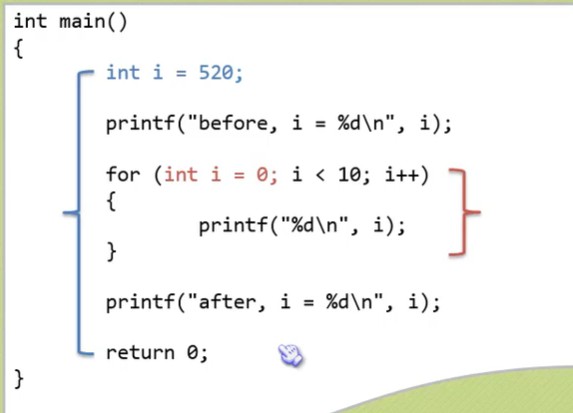 int main()
{
int i = 520;
printf("before, i = %d\n", i);
for (int i = 0; i < 10; i++)
{
printf("%d\n", i);
}
printf("after, i = %d\n", i);
return 0;
}